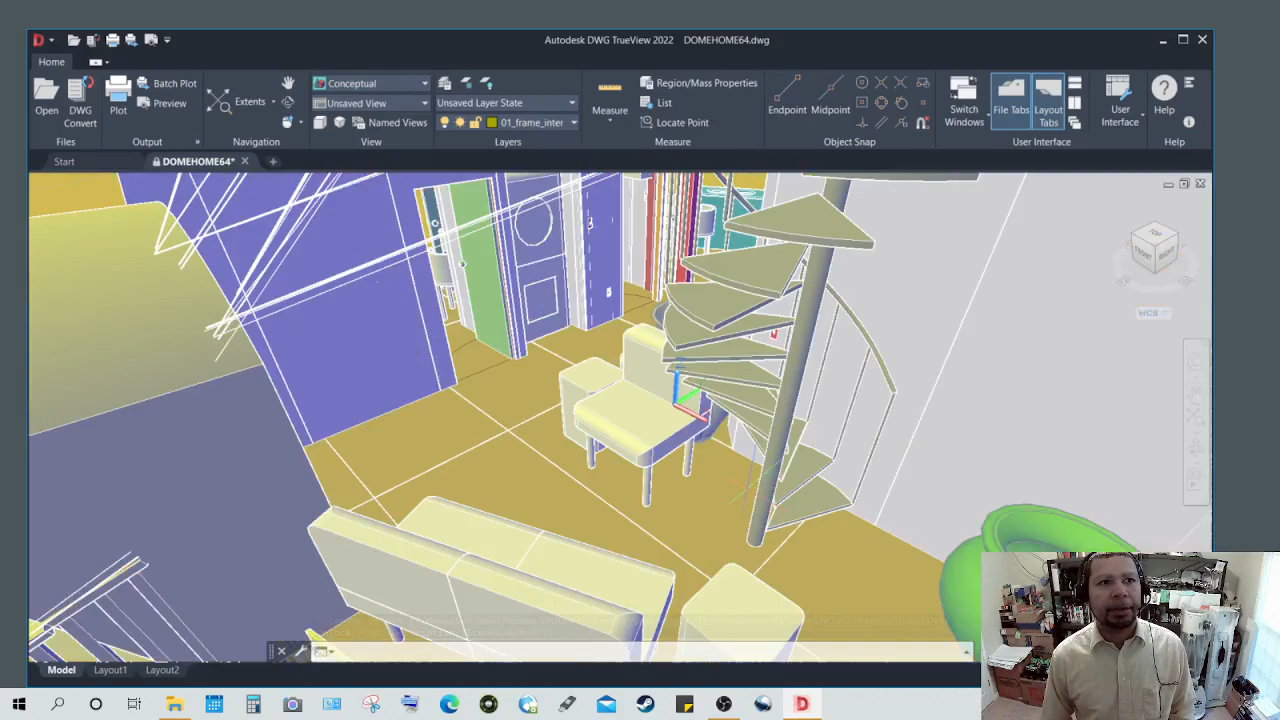 Autodesk DWG TrueView 2022 DOMEHOME64.dwg
Home
Conceptual
Batch Plot
Region/Mass Properties
Extents
Unsaved View
Unsaved Layer State
Preview
List
Open
DWG
Convert
Plot
Measure
Endpoint
Midpoint
Switch
Windows
File Tabs
Layout
Tabs
User
Interface
Help
Named Views
01_frame_inter
Locate Point
Files
Output
Navigation
View
Layers
Measure
Object Snap
User Interface
Help
Start
DOMEHOME64*
TOP
FRONT
RIGHT
WCS
Model
Layout1
Layout2